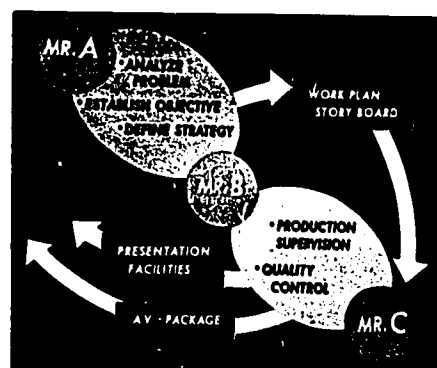 MR. A
• ANALYZE
PROBLEM
• ESTABLISH OBJECTIVE
• DEFINE STRATEGY
WORK PLAN
STORY BOARD
MR. B
• PRODUCTION
SUPERVISION
• QUALITY
CONTROL
MR. C
PRESENTATION
FACILITIES
A.V. - PACKAGE